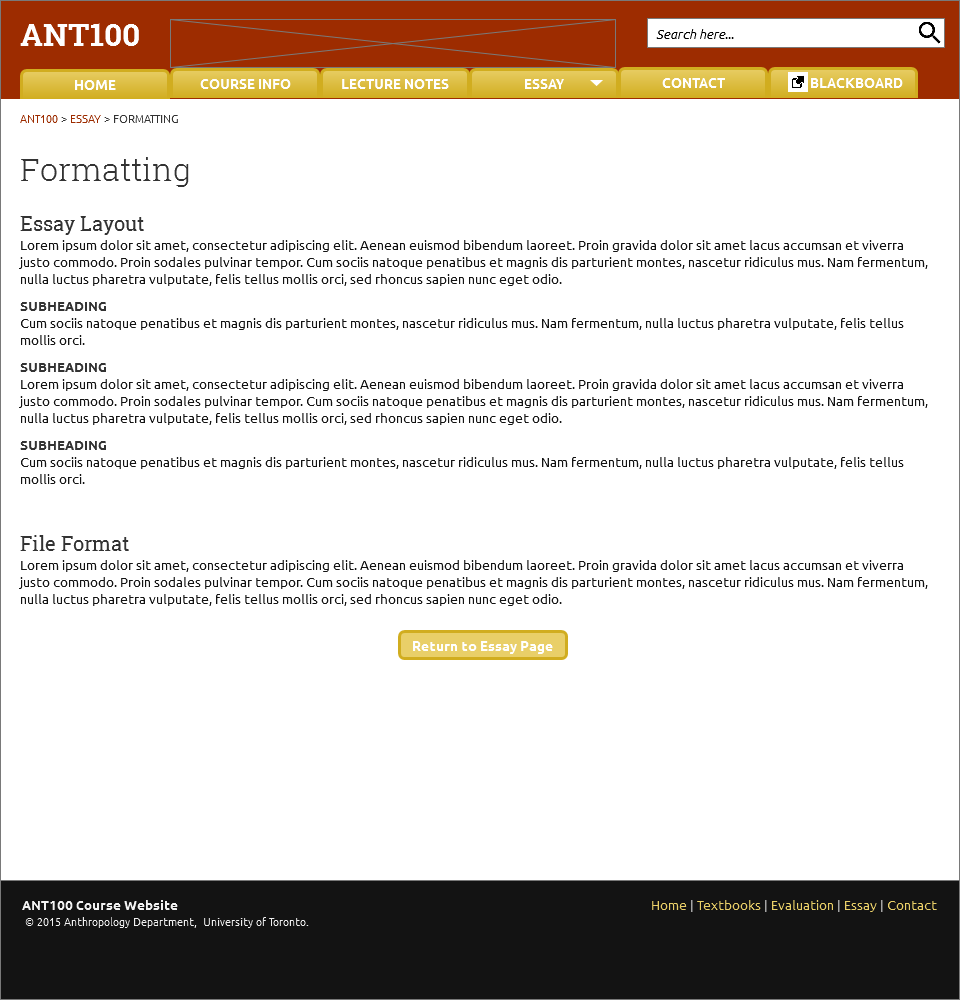 ANT100
Search here...
HOME
COURSE INFO
LECTURE NOTES
ESSAY
CONTACT
BLACKBOARD
ANT100 > ESSAY > FORMATTING
Formatting
Essay Layout
Lorem ipsum dolor sit amet, consectetur adipiscing elit. Aenean euismod bibendum laoreet. Proin gravida dolor sit amet lacus accumsan et viverra
justo commodo. Proin sodales pulvinar tempor. Cum sociis natoque penatibus et magnis dis parturient montes, nascetur ridiculus mus. Nam fermentum,
nulla luctus pharetra vulputate, felis tellus mollis orci, sed rhoncus sapien nunc eget odio.
SUBHEADING
Cum sociis natoque penatibus et magnis dis parturient montes, nascetur ridiculus mus. Nam fermentum, nulla luctus pharetra vulputate, felis tellus
mollis orci.
SUBHEADING
Lorem ipsum dolor sit amet, consectetur adipiscing elit. Aenean euismod bibendum laoreet. Proin gravida dolor sit amet lacus accumsan et viverra
justo commodo. Proin sodales pulvinar tempor. Cum sociis natoque penatibus et magnis dis parturient montes, nascetur ridiculus mus. Nam fermentum,
nulla luctus pharetra vulputate, felis tellus mollis orci, sed rhoncus sapien nunc eget odio.
SUBHEADING
Cum sociis natoque penatibus et magnis dis parturient montes, nascetur ridiculus mus. Nam fermentum, nulla luctus pharetra vulputate, felis tellus
mollis orci.
File Format
Lorem ipsum dolor sit amet, consectetur adipiscing elit. Aenean euismod bibendum laoreet. Proin gravida dolor sit amet lacus accumsan et viverra
justo commodo. Proin sodales pulvinar tempor. Cum sociis natoque penatibus et magnis dis parturient montes, nascetur ridiculus mus. Nam fermentum,
nulla luctus pharetra vulputate, felis tellus mollis orci, sed rhoncus sapien nunc eget odio.
Return to Essay Page
ANT100 Course Website
Home | Textbooks | Evaluation | Essay | Contact
© 2015 Anthropology Department, University of Toronto.